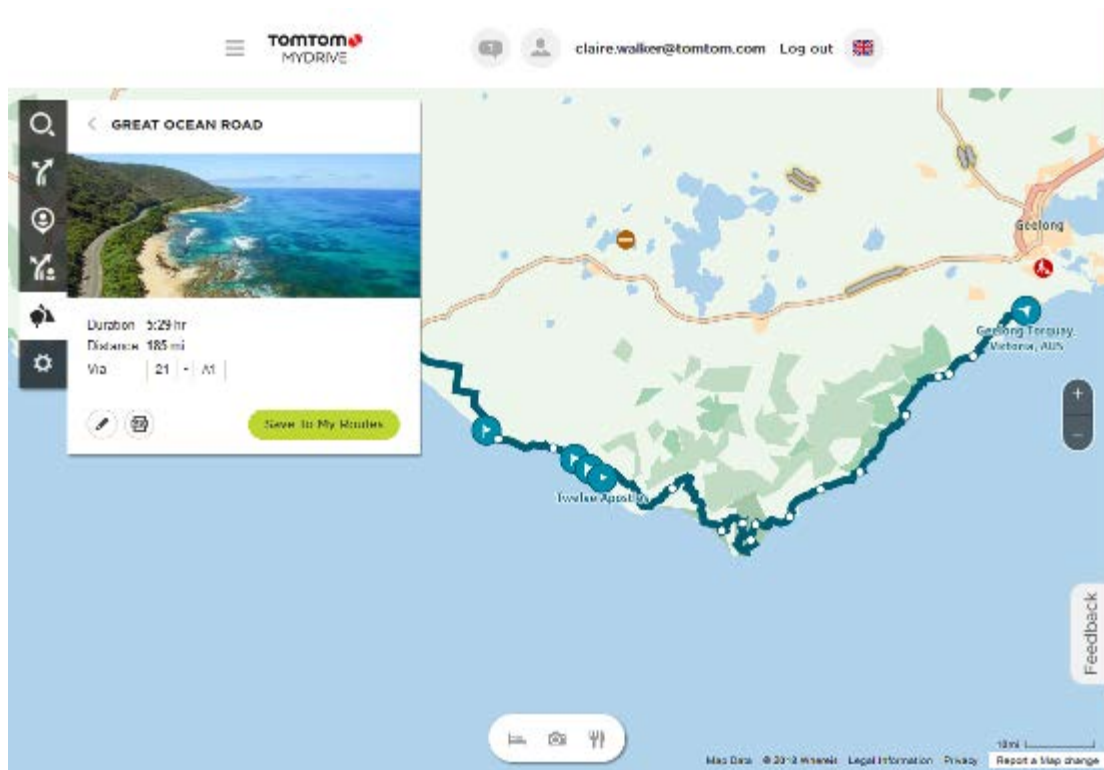 TOMTOM
MYDRIVE
claire.walker@tomtom.com Log out
GREAT OCEAN ROAD
Duration 5:29 hr
Distance 185 mi
Via 21 - A1
Save To My Routes
Geelong
Geelong Torquay,
Victoria, AUS
Twelve Apostles
+
-
Feedback
10mi
Map Data Whereis Legal Information Privacy Report a Map change